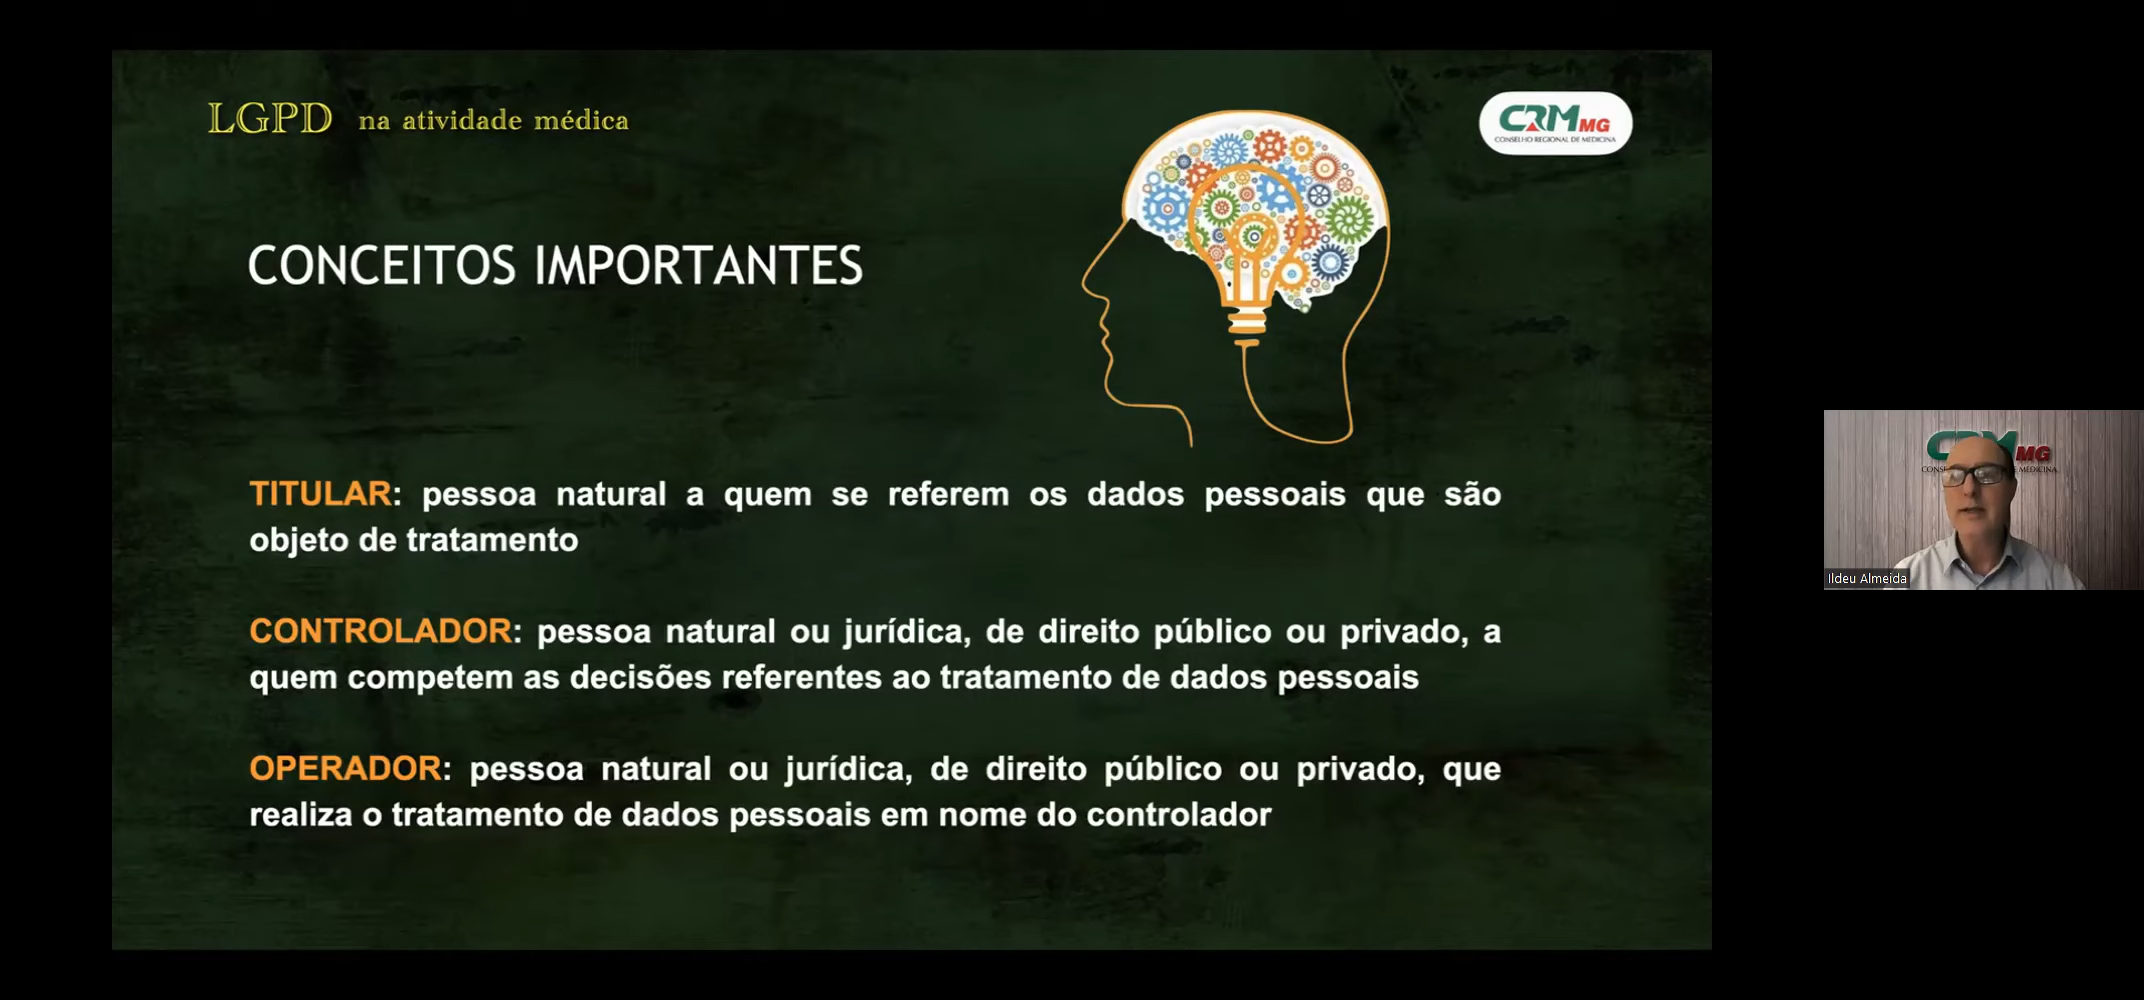 LGPD na atividade médica
CRMMG
CONSELHO REGIONAL DE MEDICINA
CONCEITOS IMPORTANTES
TITULAR: pessoa natural a quem se referem os dados pessoais que são
objeto de tratamento
CONTROLADOR: pessoa natural ou jurídica, de direito público ou privado, a
quem competem as decisões referentes ao tratamento de dados pessoais
OPERADOR: pessoa natural ou jurídica, de direito público ou privado, que
realiza o tratamento de dados pessoais em nome do controlador
CRMMG
MEDICINA
Ildeu Almeida